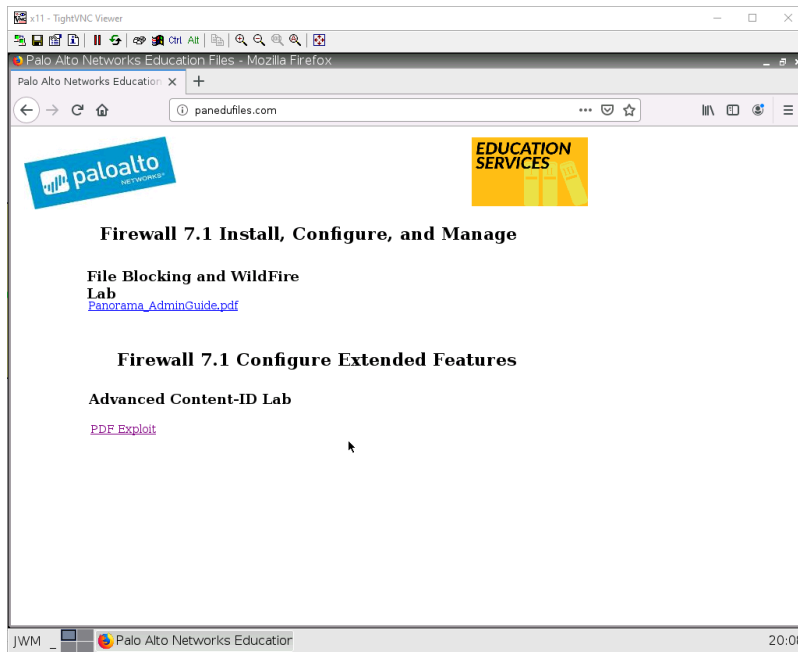 x11 - TightVNC Viewer
Ctrl Alt
Palo Alto Networks Education Files - Mozilla Firefox
Palo Alto Networks Education
panedufiles.com
paloalto
NETWORKS
EDUCATION
SERVICES
Firewall 7.1 Install, Configure, and Manage
File Blocking and WildFire
Lab
Panorama_AdminGuide.pdf
Firewall 7.1 Configure Extended Features
Advanced Content-ID Lab
PDF Exploit
JWM _ Palo Alto Networks Education 20:08